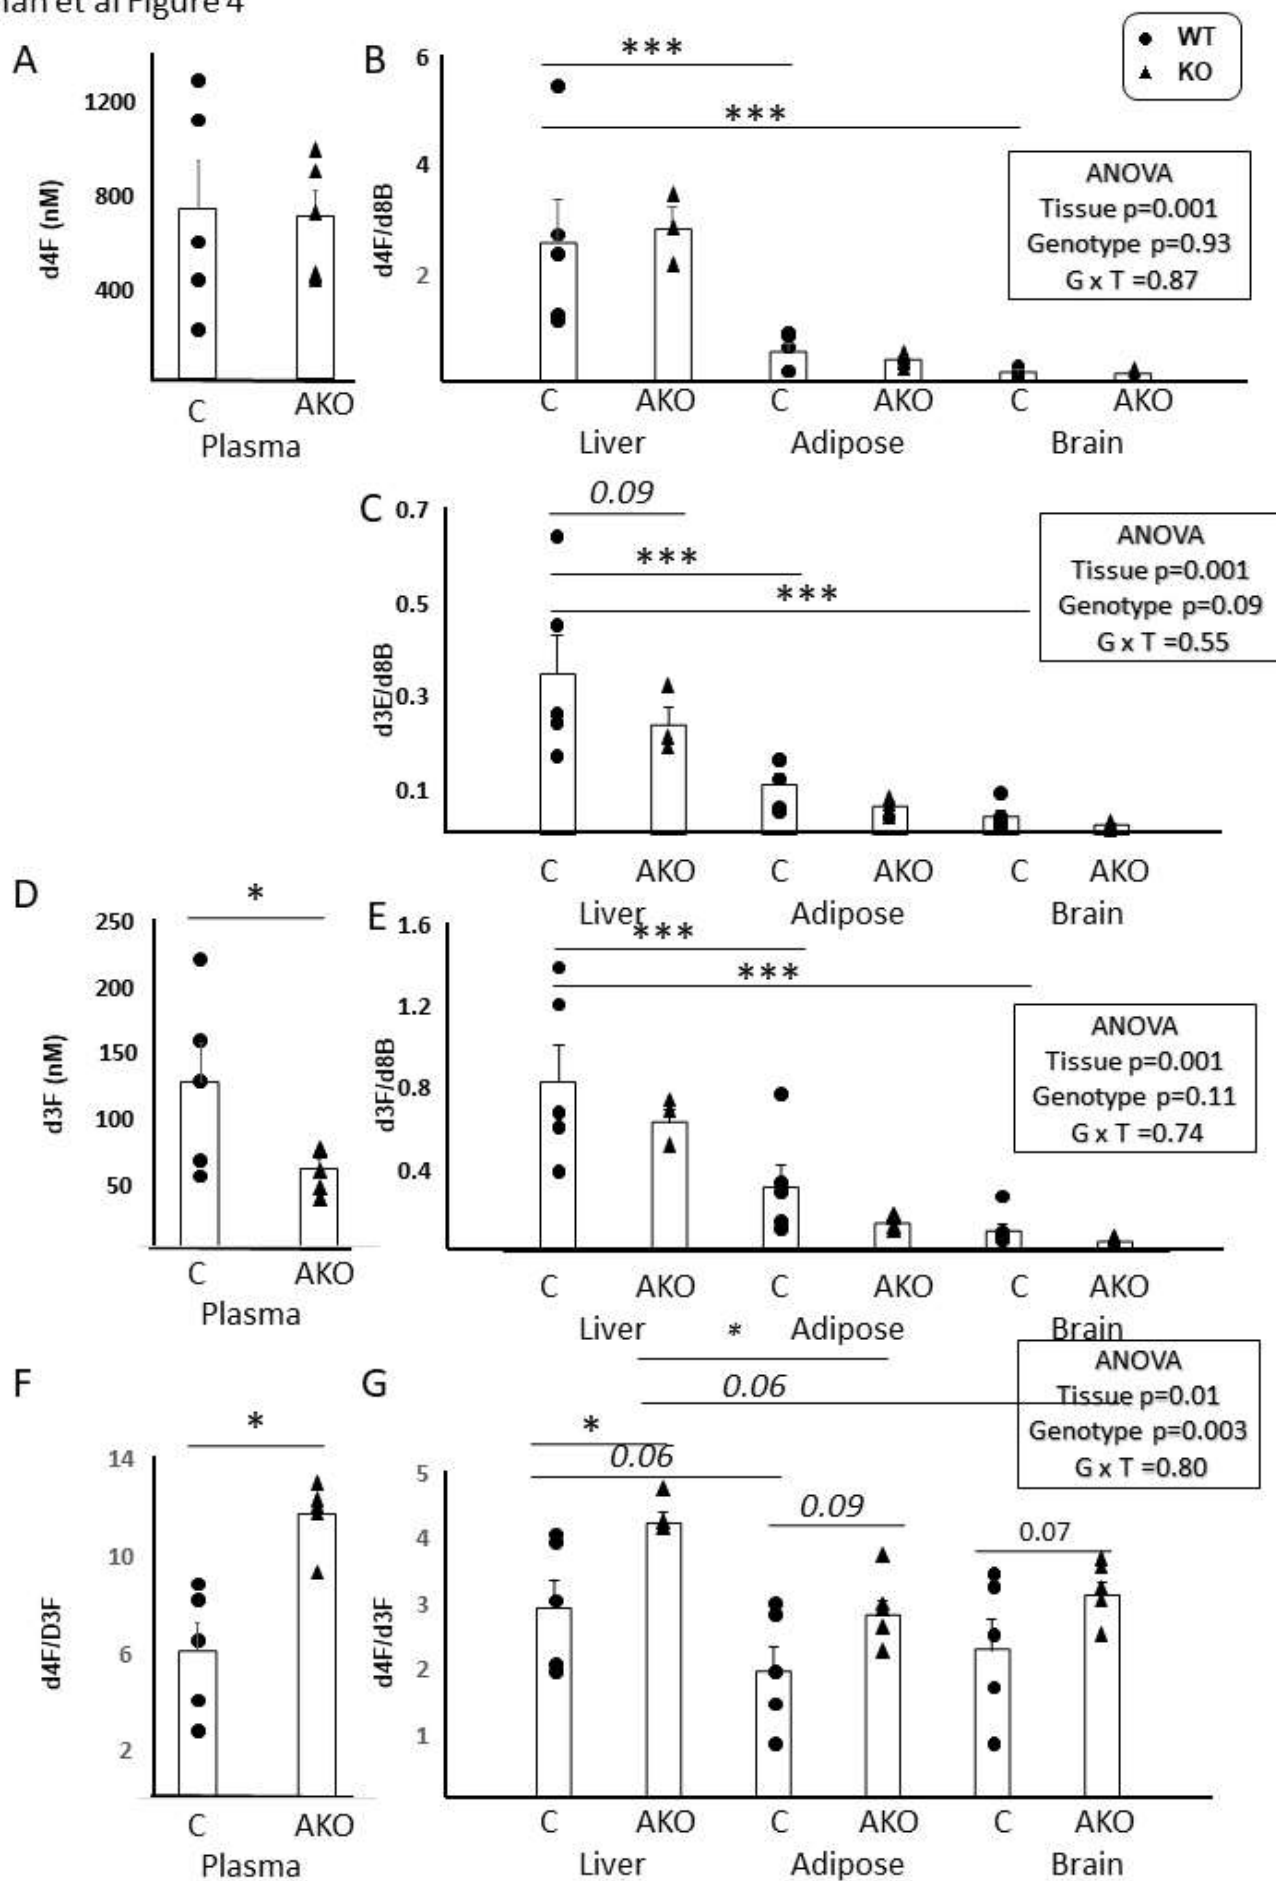 nan et al Figure 4
WT
KO
A
1200
800
400
d4F (nM)
C AKO
Plasma
B
6
4
2
d4F/d8B
***
***
ANOVA
Tissue p=0.001
Genotype p=0.93
G x T =0.87
C AKO C AKO C AKO
Liver Adipose Brain
C
0.7
0.5
0.3
0.1
d3E/d8B
0.09
***
***
ANOVA
Tissue p=0.001
Genotype p=0.09
G x T =0.55
C AKO C AKO C AKO
Liver Adipose Brain
D
250
200
150
100
50
d3F (nM)
*
C AKO
Plasma
E
1.6
1.2
0.8
0.4
d3F/d8B
***
***
ANOVA
Tissue p=0.001
Genotype p=0.11
G x T =0.74
C AKO C AKO C AKO
Liver Adipose Brain
F
14
10
6
2
d4F/D3F
*
C AKO
Plasma
G
5
4
3
2
1
d4F/d3F
*
0.06
*
0.06
0.09
0.07
ANOVA
Tissue p=0.01
Genotype p=0.003
G x T =0.80
C AKO C AKO C AKO
Liver Adipose Brain